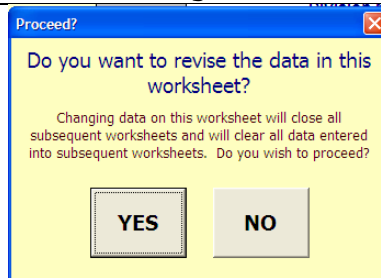 Proceed?
Do you want to revise the data in this
worksheet?
Changing data on this worksheet will close all
subsequent worksheets and will clear all data entered
into subsequent worksheets. Do you wish to proceed?
YES
NO